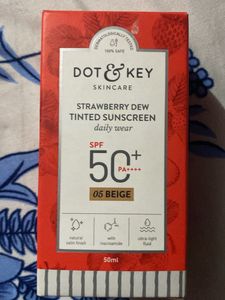 DERMATOLOGICALLY TESTED
100% SAFE
DOT & KEY
SKINCARE
STRAWBERRY DEW
TINTED SUNSCREEN
daily wear
SPF
50+
PA++++
05 BEIGE
natural
satin finish
with
niacinamide
ultra-light
fluid
50ml